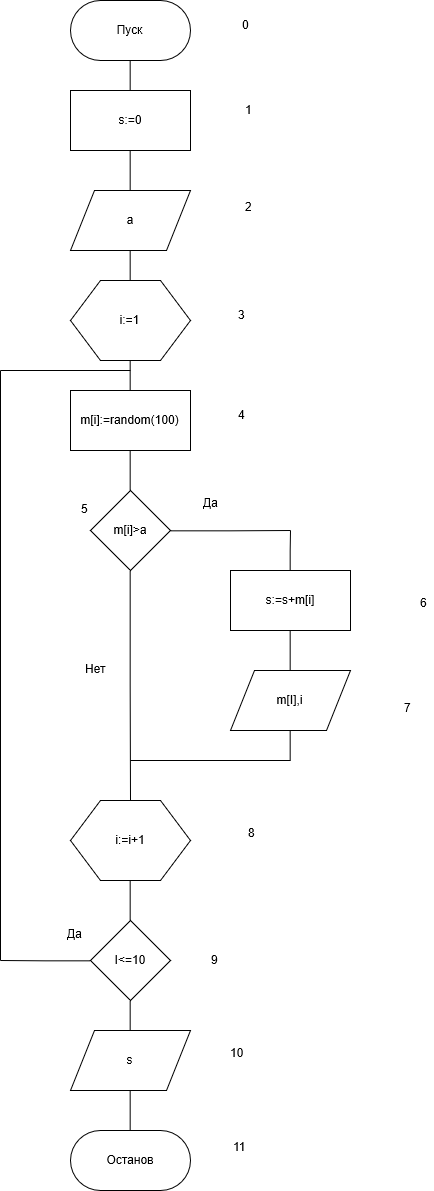 Пуск
0
s:=0
1
a
2
i:=1
3
m[i]:=random(100)
4
5
m[i]>a
Да
s:=s+m[i]
6
Нет
m[I],i
7
i:=i+1
8
Да
I<=10
9
s
10
Останов
11